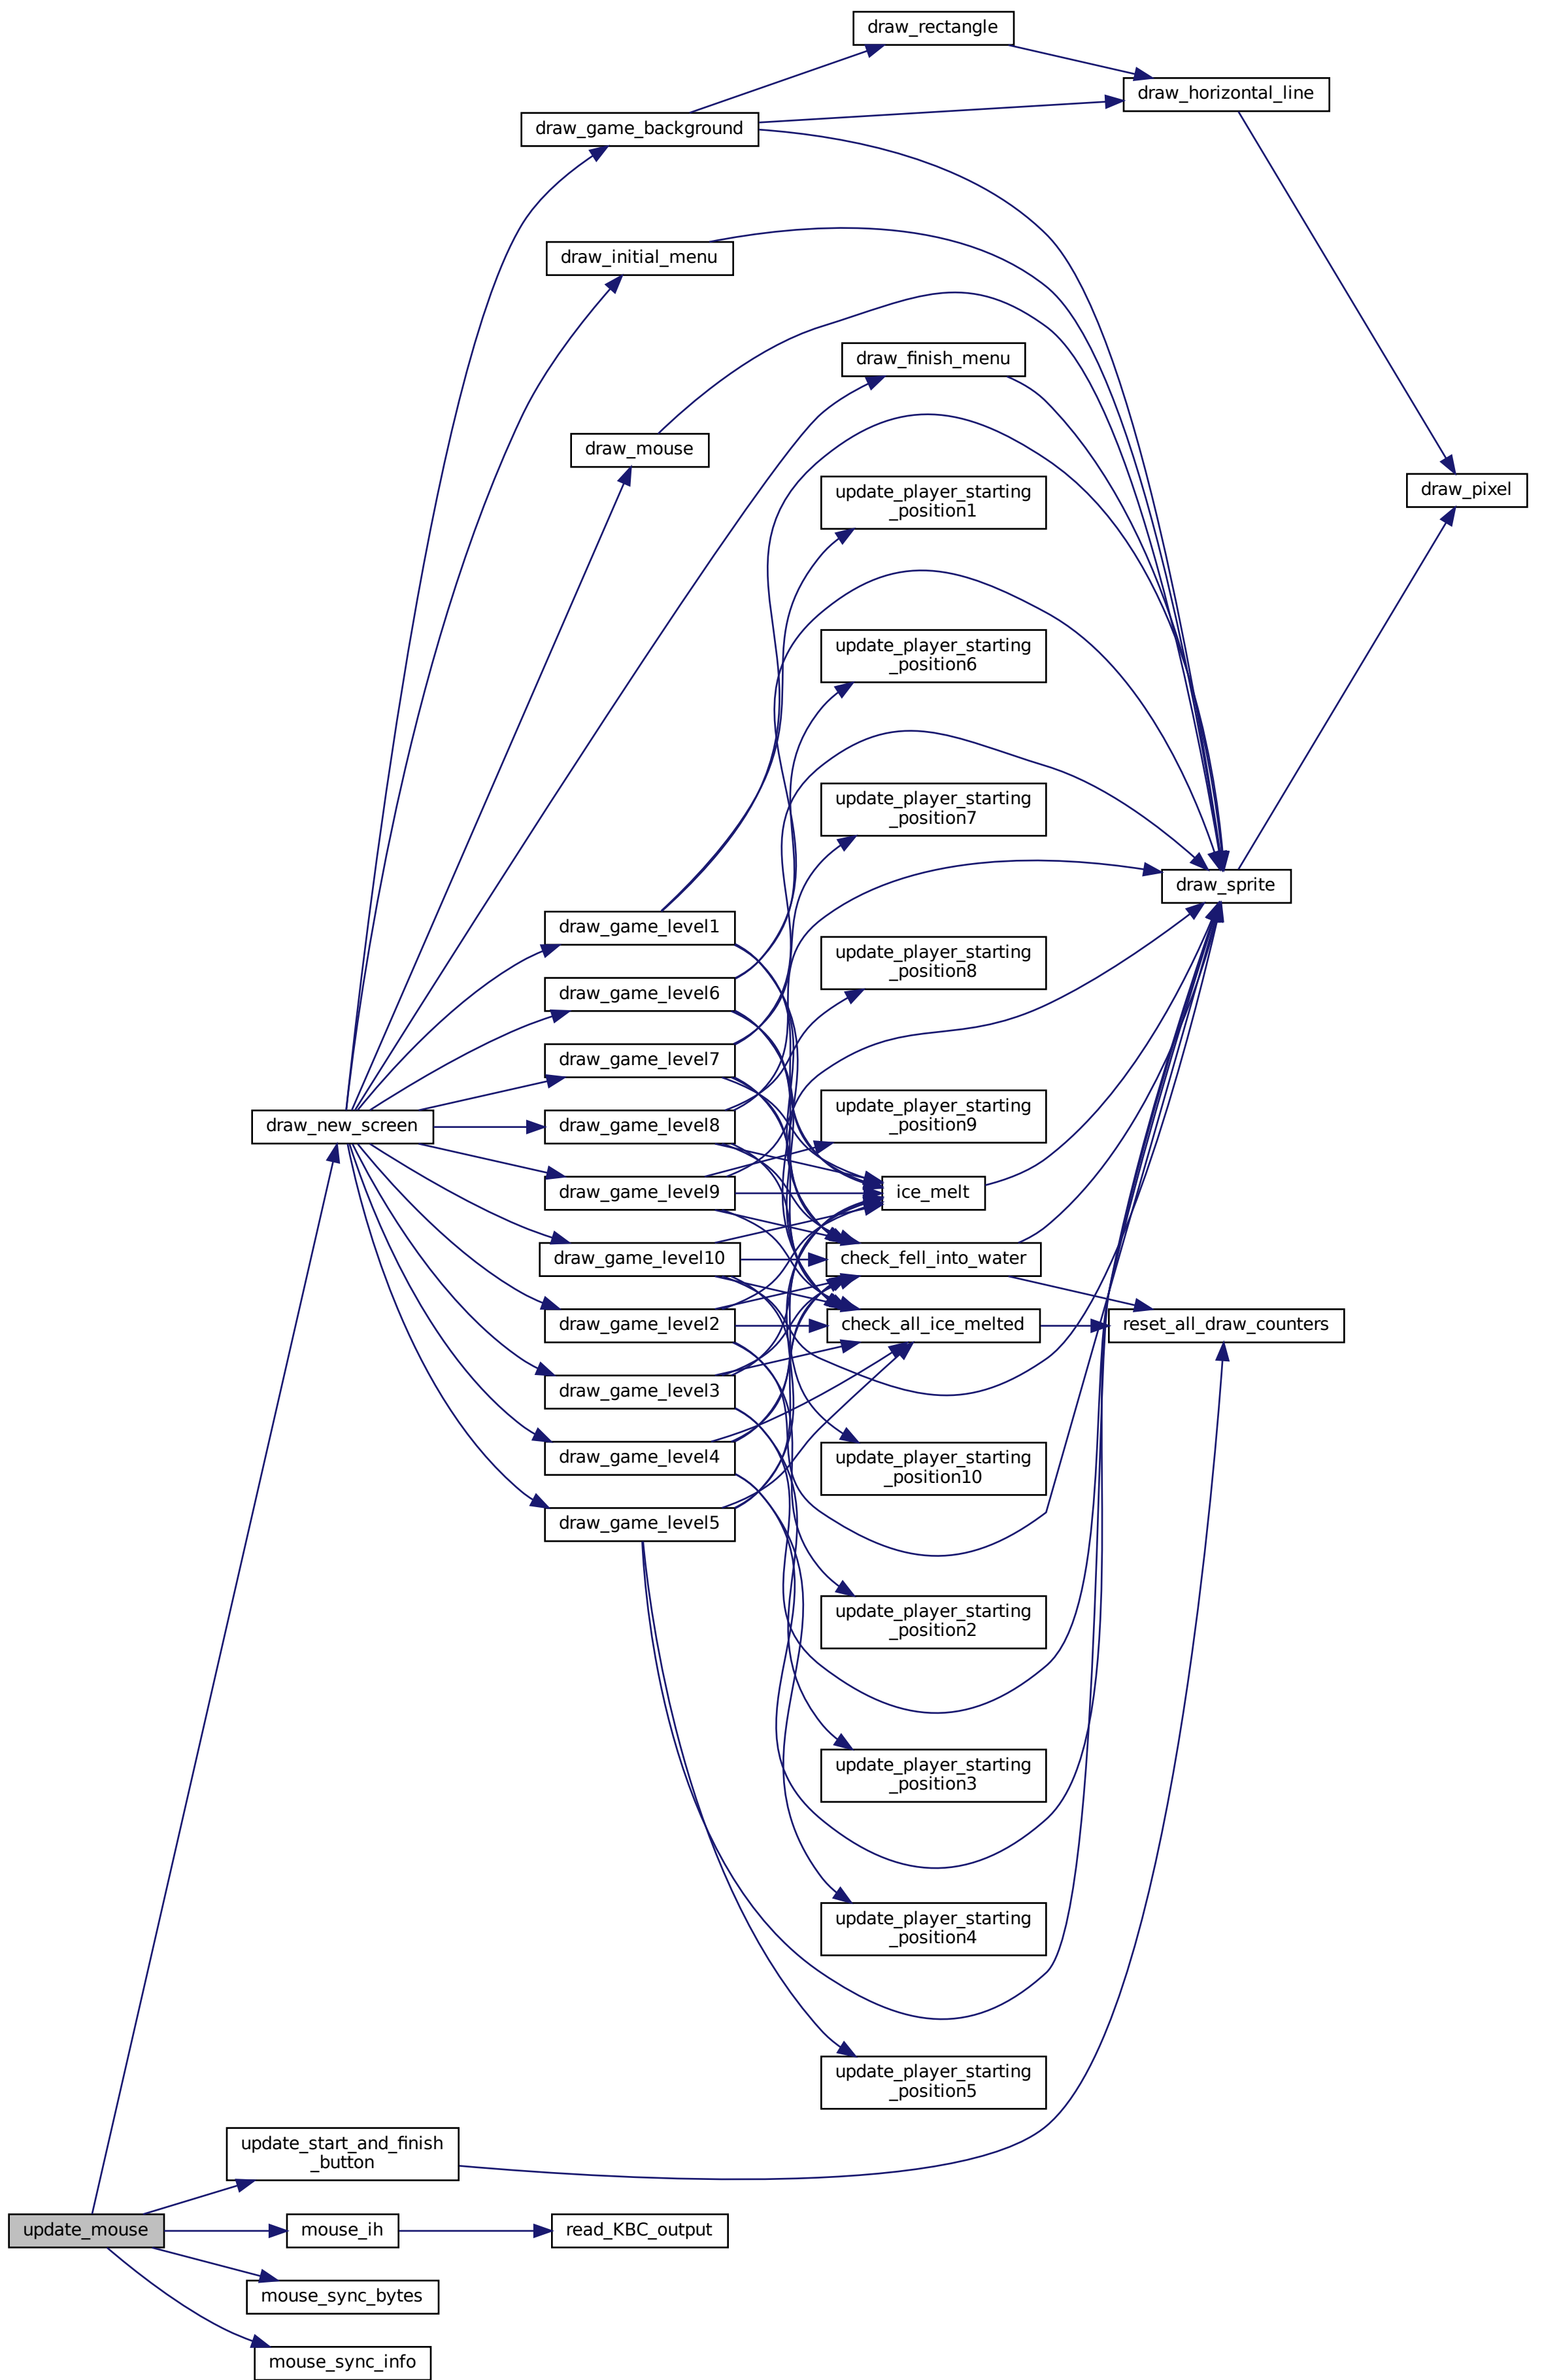 draw_rectangle
draw_horizontal_line
draw_game_background
draw_initial_menu
draw_finish_menu
draw_mouse
update_player_starting
_position1
draw_pixel
update_player_starting
_position6
update_player_starting
_position7
draw_sprite
draw_game_level1
update_player_starting
_position8
draw_game_level6
draw_game_level7
update_player_starting
_position9
draw_new_screen
draw_game_level8
draw_game_level9
ice_melt
draw_game_level10
check_fell_into_water
draw_game_level2
check_all_ice_melted
reset_all_draw_counters
draw_game_level3
draw_game_level4
update_player_starting
_position10
draw_game_level5
update_player_starting
_position2
update_player_starting
_position3
update_player_starting
_position4
update_player_starting
_position5
update_start_and_finish
_button
update_mouse
mouse_ih
read_KBC_output
mouse_sync_bytes
mouse_sync_info